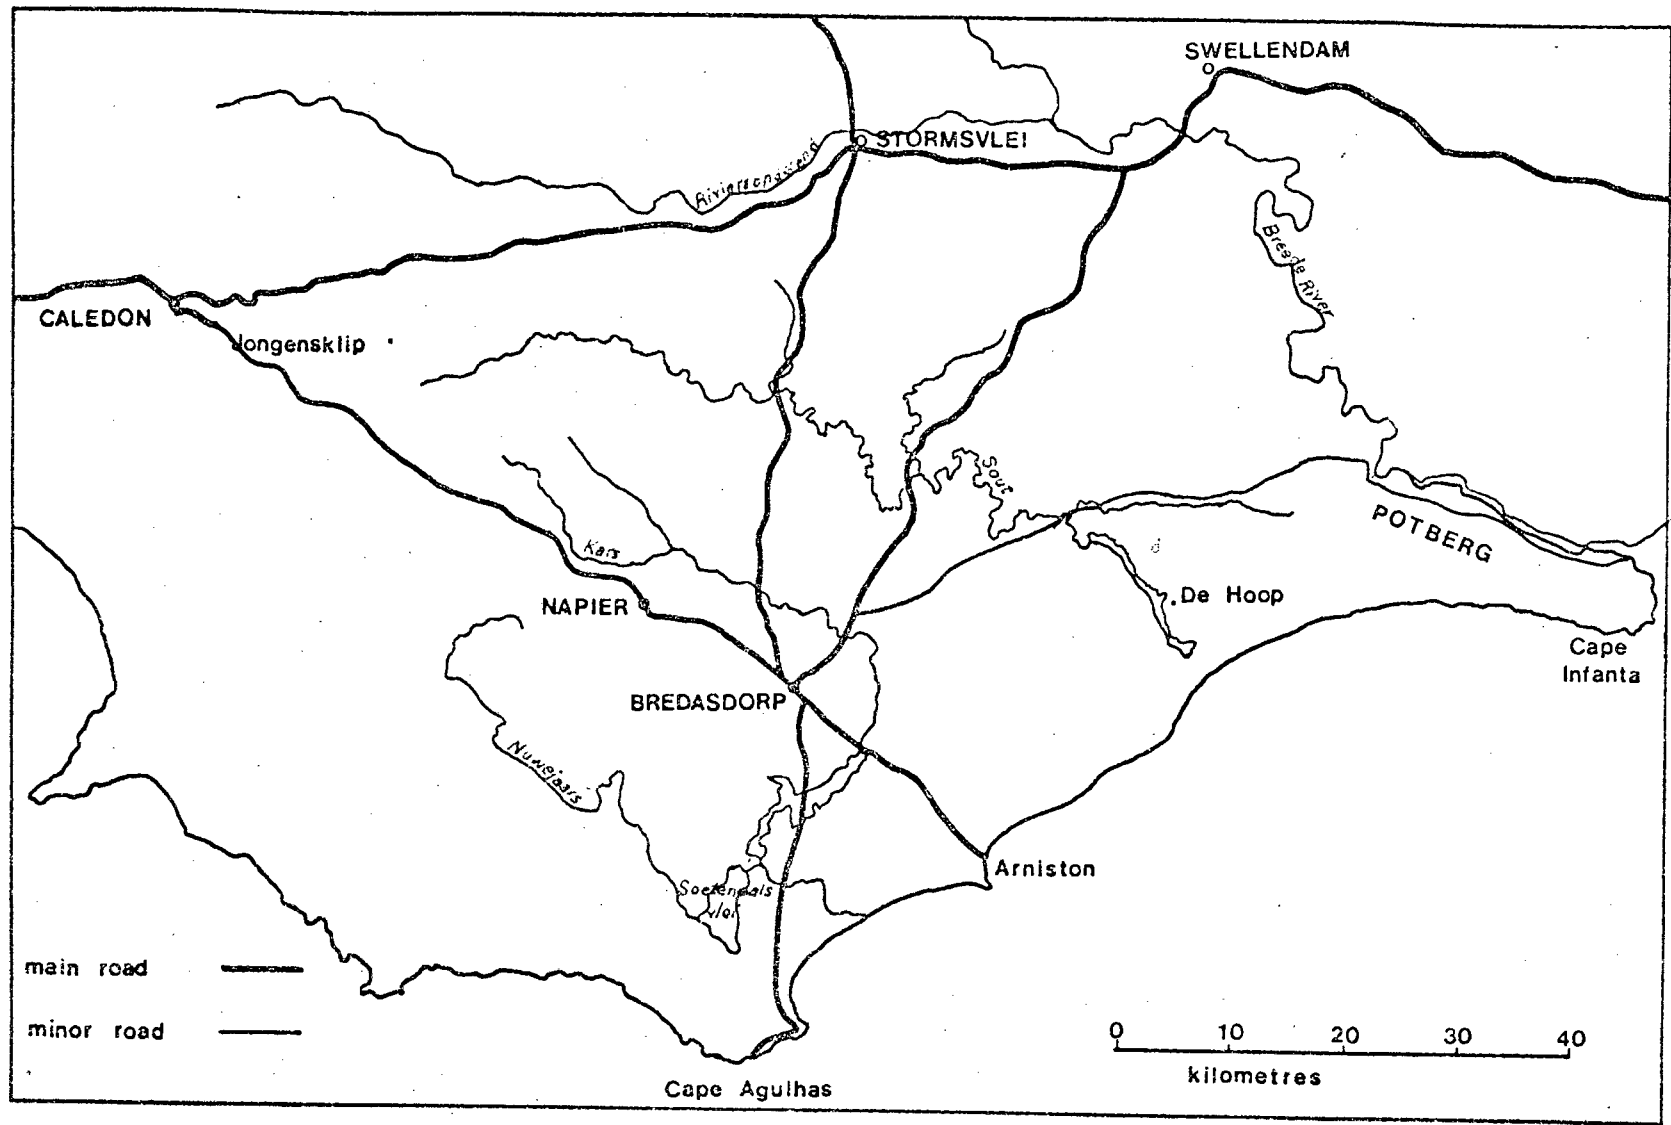 SWELLENDAM
STORMSVLEI
Breede River
CALEDON
Jongensklip
Sout
POTBERG
Kars
De Hoop
NAPIER
Cape
Infanta
BREDASDORP
Nuwejaars
Arniston
Soetendals
vlei
main road
minor road
0 10 20 30 40
kilometres
Cape Agulhas